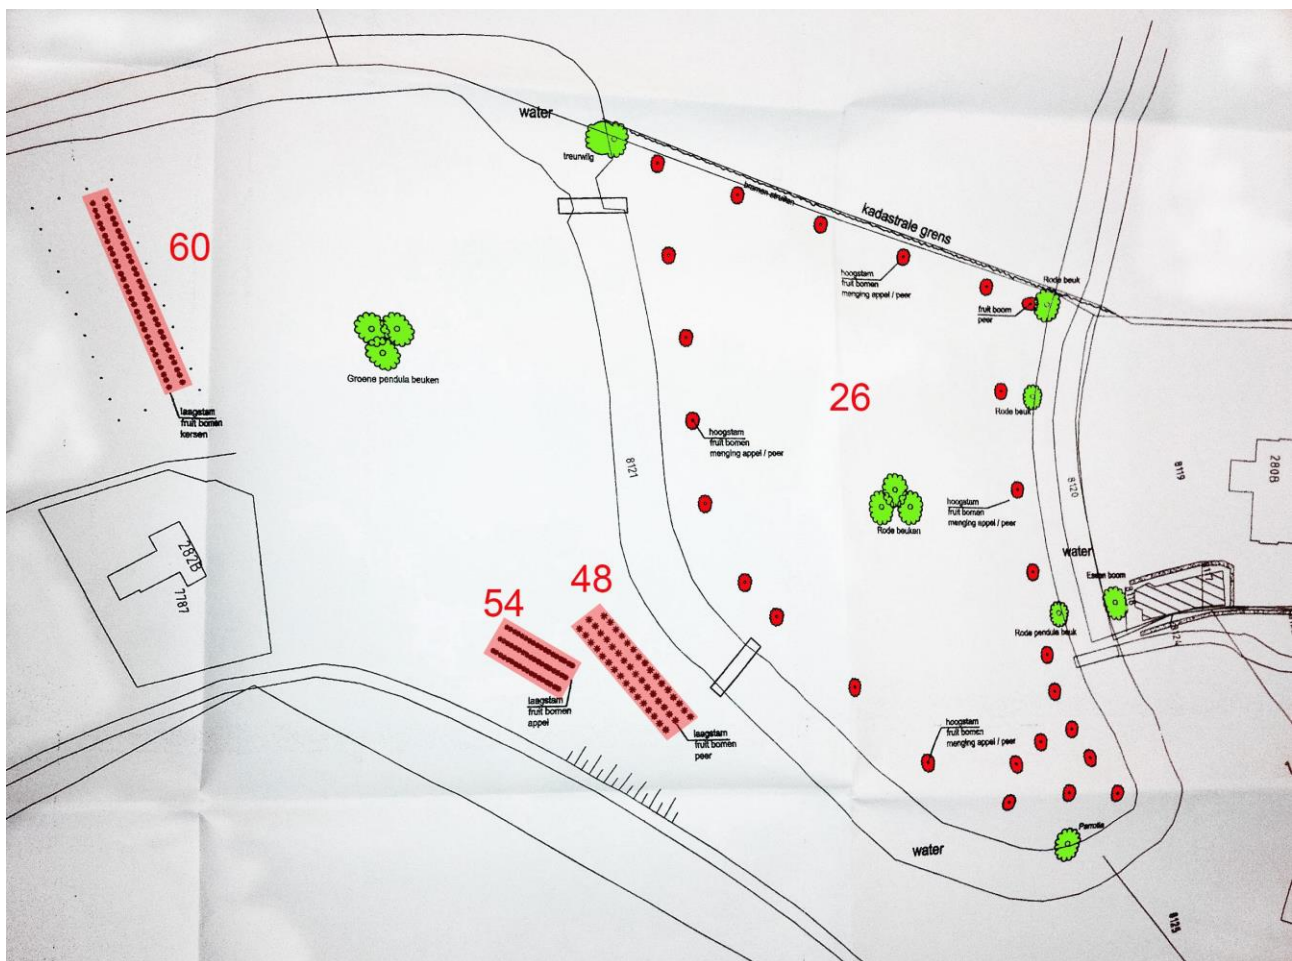 water
treurwilg
bramen struiken
kadastrale grens
60
hoogstam
fruit bomen
menging appel / peer
Rode beuk
fruit boom
peer
Groene pendula beuken
26
Rode beuk
laagstam
fruit bomen
kersen
hoogstam
fruit bomen
menging appel / peer
8121
8119
280B
8120
hoogstam
fruit bomen
menging appel / peer
Rode beuken
water
282B
7787
48
54
Essen boom
Rode pendula beuk
laagstam
fruit bomen
appel
laagstam
fruit bomen
peer
hoogstam
fruit bomen
menging appel / peer
Parrotia
water
8125